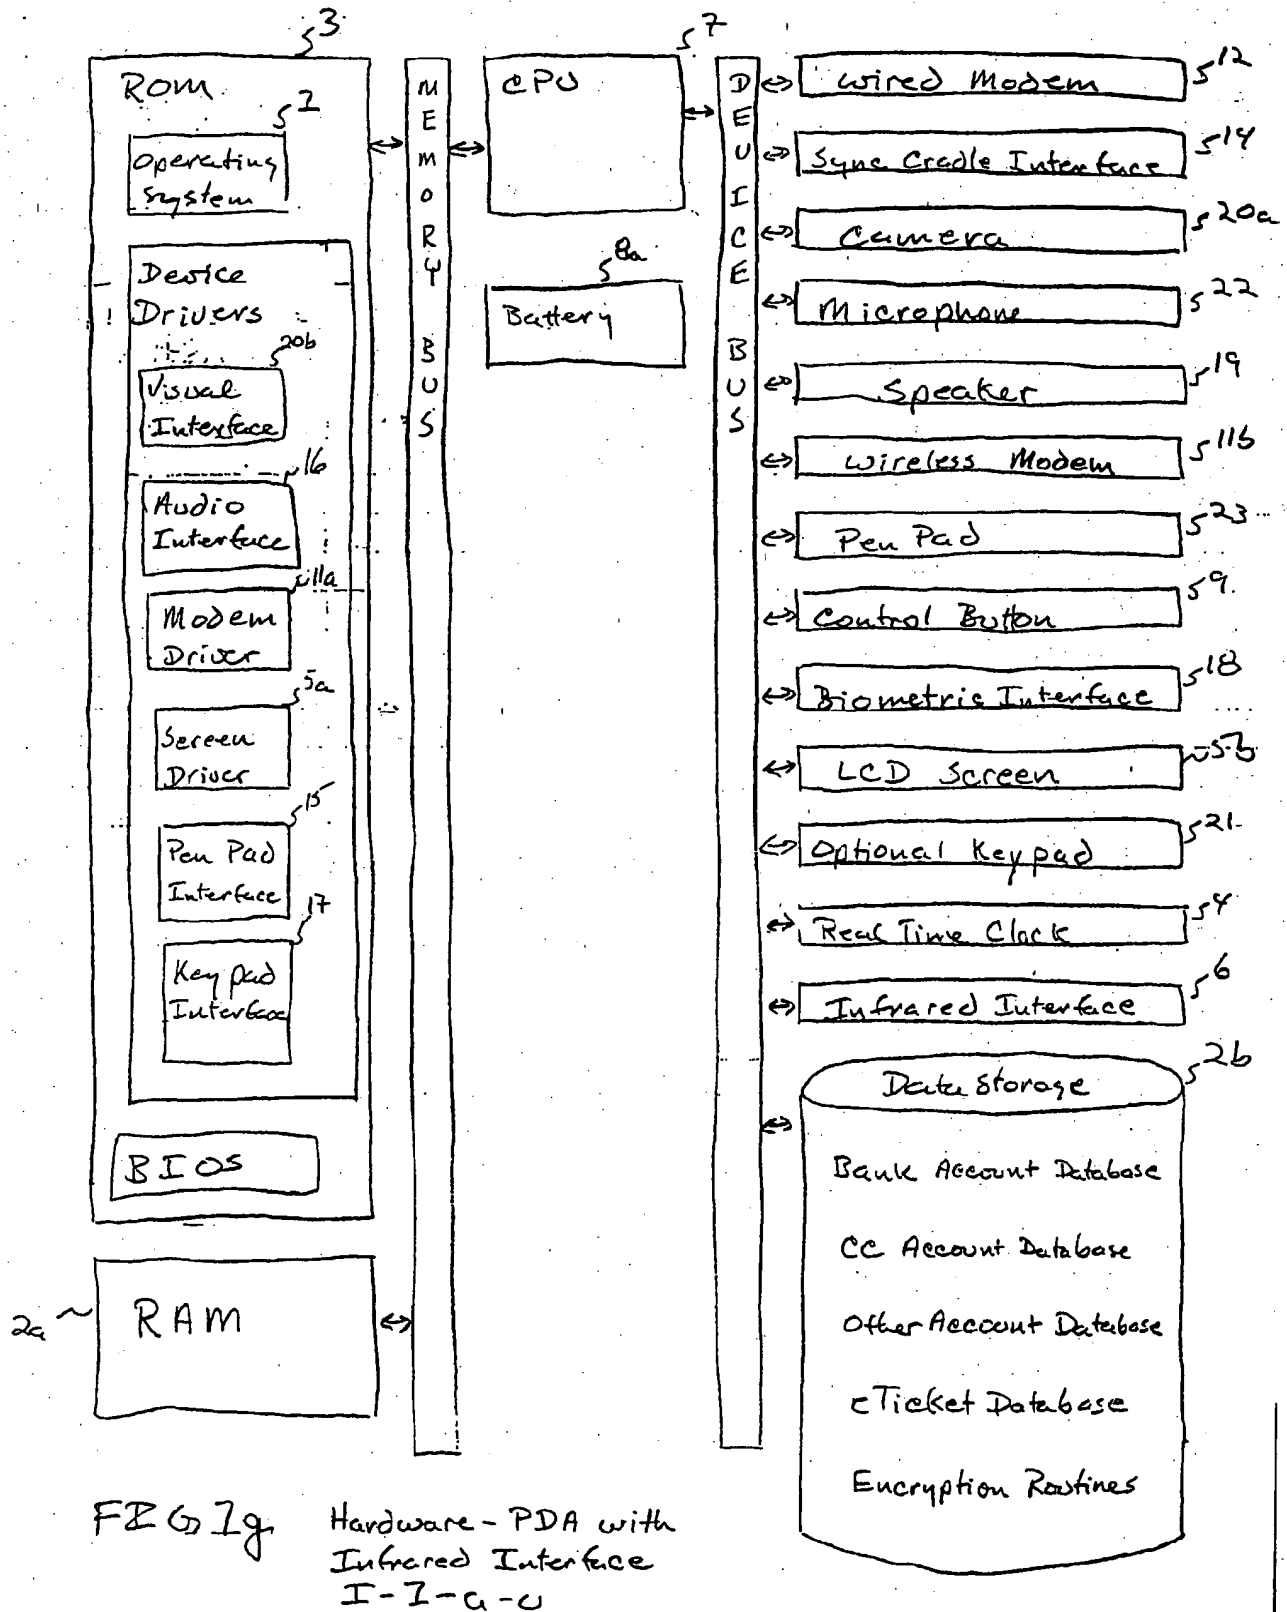 3
ROM
1
Operating
System
Device
Drivers
20b
Visual
Interface
16
Audio
Interface
11a
Modem
Driver
5a
Screen
Driver
15
Pen Pad
Interface
17
Keypad
Interface
BIOS
2a
RAM
MEMORY BUS
7
CPU
8a
Battery
DEVICE BUS
Wired Modem
12
Sync Cradle Interface
14
Camera
20a
Microphone
22
Speaker
19
Wireless Modem
11b
Pen Pad
23
Control Button
9
Biometric Interface
18
LCD Screen
5b
Optional Keypad
21
Real Time Clock
4
Infrared Interface
6
Data Storage
2b
Bank Account Database
CC Account Database
Other Account Database
eTicket Database
Encryption Routines
FIG 1g
Hardware - PDA with
Infrared Interface